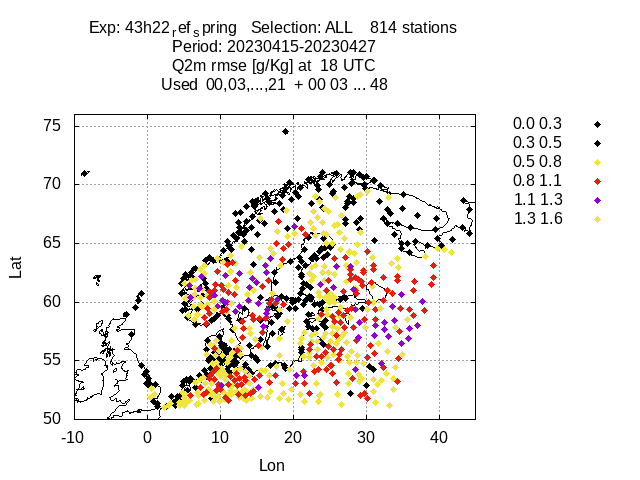 Exp: 43h22_ref_spring   Selection: ALL    814 stations
Period: 20230415-20230427
Q2m rmse [g/Kg] at  18 UTC
Used  00,03,...,21  + 00 03 ... 48
75
70
65
60
55
50
-10 0 10 20 30 40
Lat
Lon
0.0 0.3
0.3 0.5
0.5 0.8
0.8 1.1
1.1 1.3
1.3 1.6